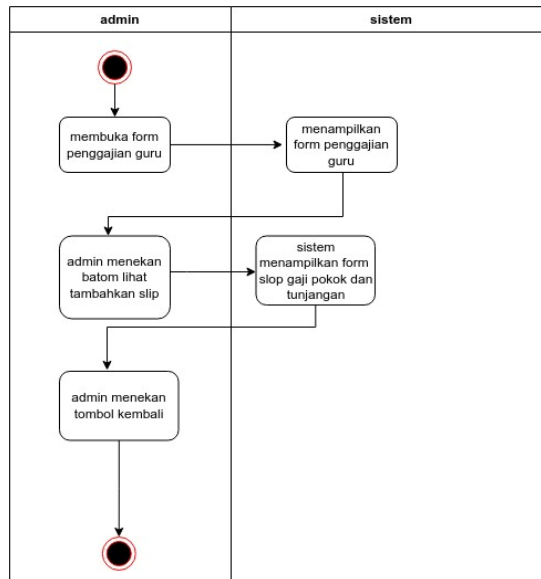 admin
sistem
membuka form
penggajian guru
menampilkan
form penggajian
guru
admin menekan
batom lihat
tambahkan slip
sistem
menampilkan form
slop gaji pokok dan
tunjangan
admin menekan
tombol kembali